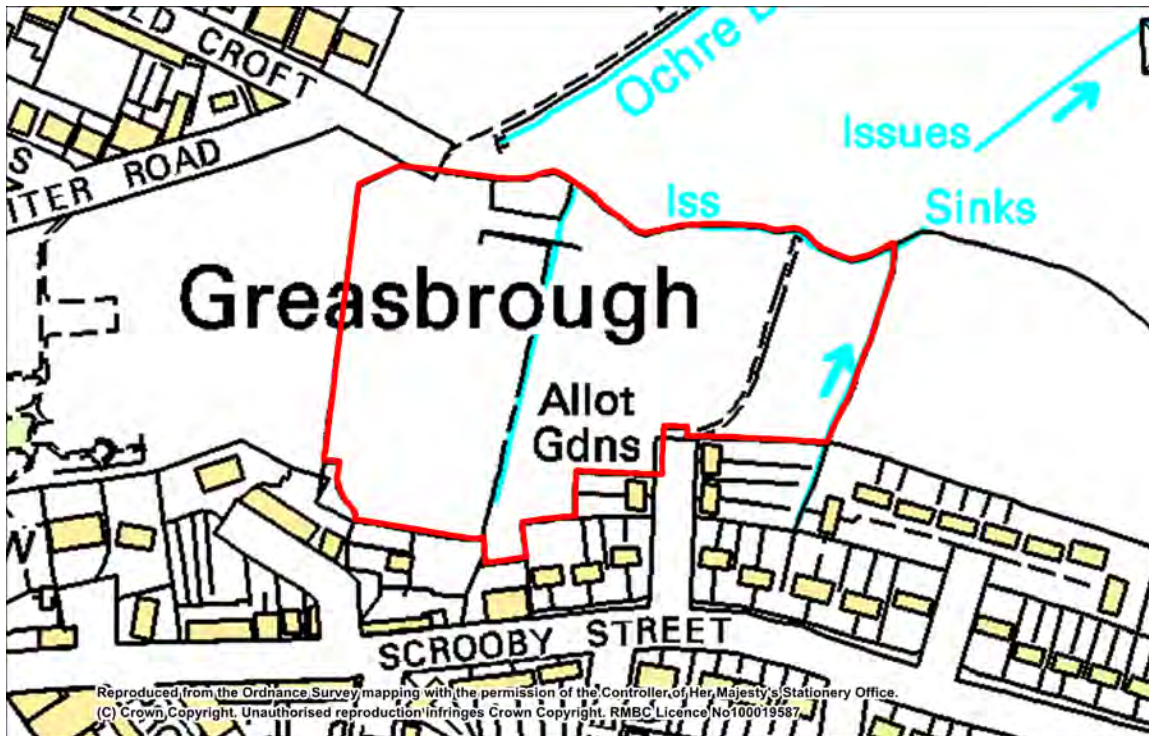 OLD CROFT
ITER ROAD
S
Ochre
Issues
Iss
Sinks
Greasbrough
Allot
Gdns
W
SCROOBY STREET
Reproduced from the Ordnance Survey mapping with the permission of the Controller of Her Majesty's Stationery Office.
(C) Crown Copyright. Unauthorised reproduction infringes Crown Copyright. RMBC Licence No100019587